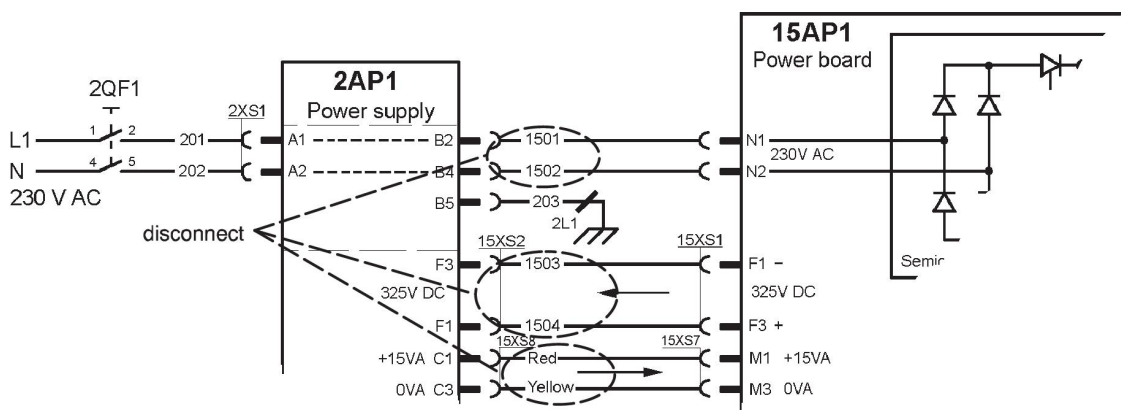 15AP1
Power board
2AP1
Power supply
2QF1
2XS1
L1 1 2 201 A1 B2 1501 N1
230V AC
N 4 5 202 A2 B4 1502 N2
230 V AC
B5 203
2L1
disconnect
15XS2 15XS1
F3 1503 F1 −
Semic
325V DC 325V DC
F1 1504 F3 +
15XS8 15XS7
+15VA C1 Red M1 +15VA
0VA C3 Yellow M3 0VA